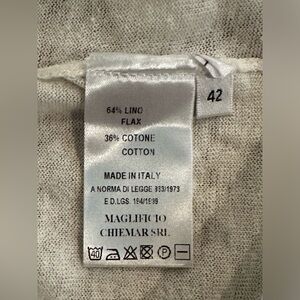 42
64% LINO
FLAX
36% COTONE
COTTON
MADE IN ITALY
A NORMA DI LEGGE 883/1973
E D.LGS. 194/1999
MAGLIFICIO
CHIEMAR SRL
40
P